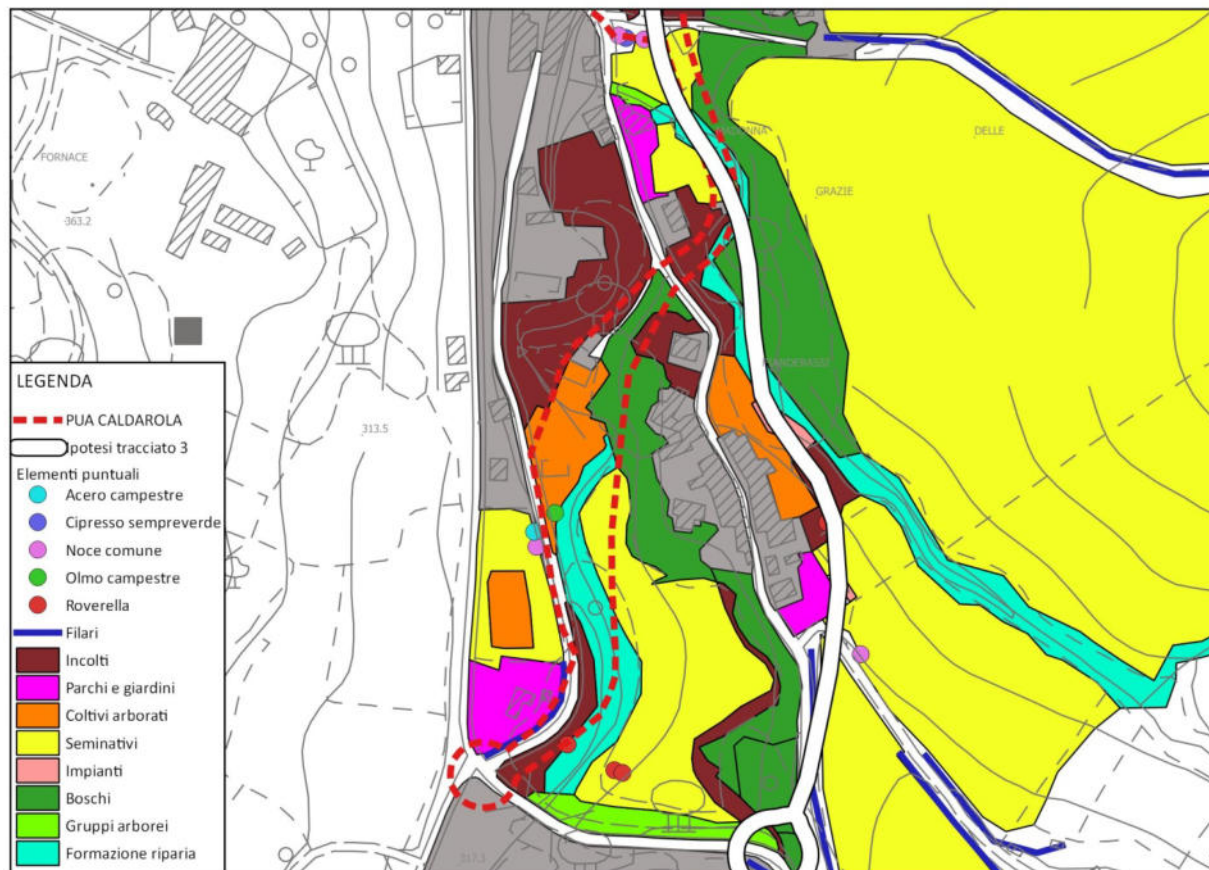 FORNACE
363.2
313.5
MADONNA
DELLE
GRAZIE
317.1
LEGENDA
PUA CALDAROLA
Ipotesi tracciato 3
Elementi puntuali
Acero campestre
Cipresso sempreverde
Noce comune
Olmo campestre
Roverella
Filari
Incolti
Parchi e giardini
Coltivi arborati
Seminativi
Impianti
Boschi
Gruppi arborei
Formazione riparia